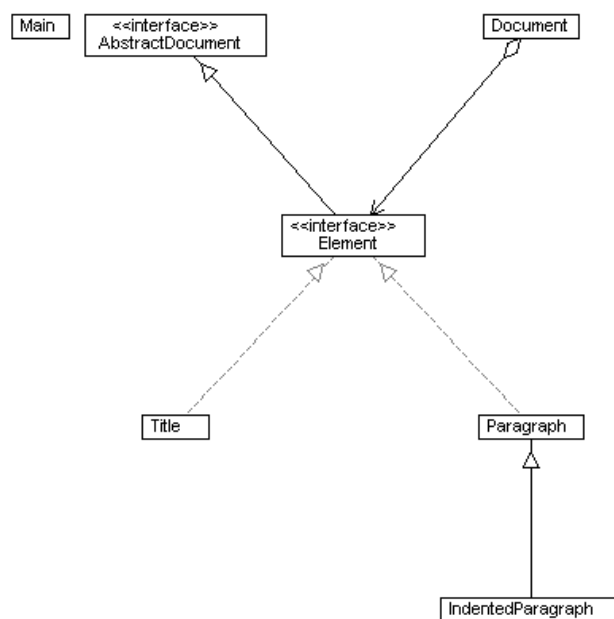 Main
<<interface>>
AbstractDocument
Document
<<interface>>
Element
Title
Paragraph
IndentedParagraph